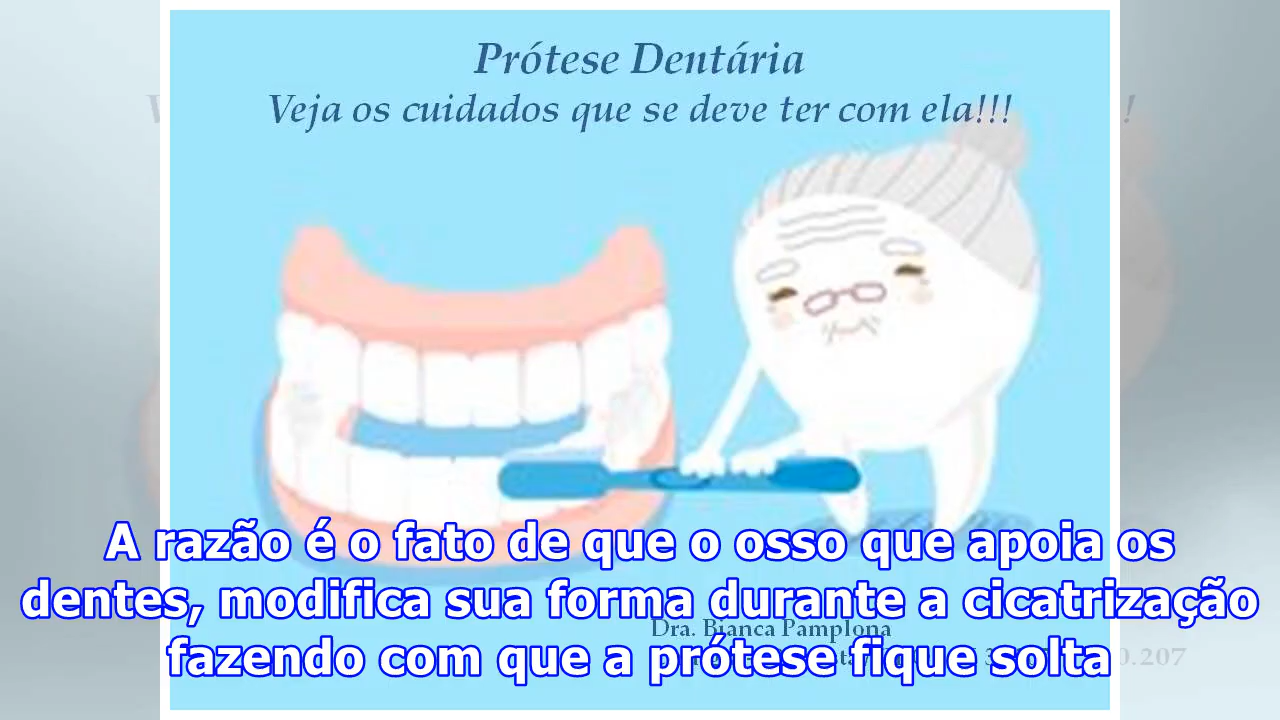 Prótese Dentária
Veja os cuidados que se deve ter com ela!!!
A razão é o fato de que o osso que apoia os
dentes, modifica sua forma durante a cicatrização
Dra. Bianca Pamplona
fazendo com que a prótese fique solta